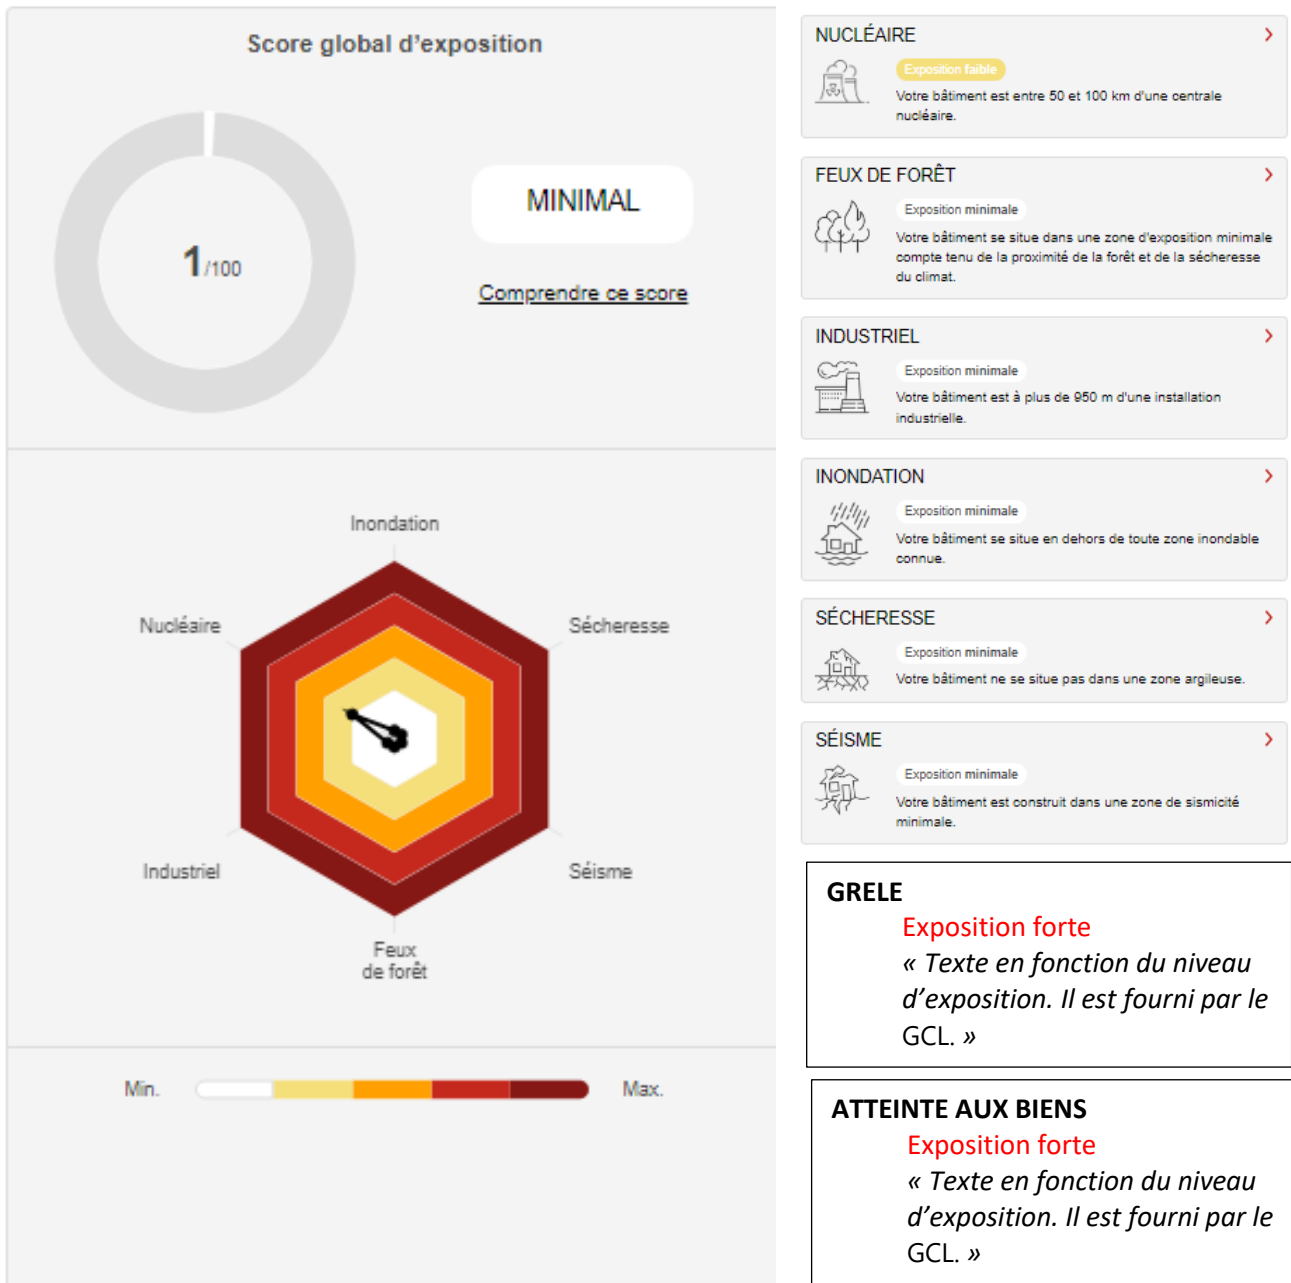 Score global d'exposition
1/100
MINIMAL
Comprendre ce score
Inondation
Nucléaire
Sécheresse
Industriel
Séisme
Feux
de forêt
Min.
Max.
NUCLÉAIRE
Exposition faible
Votre bâtiment est entre 50 et 100 km d'une centrale
nucléaire.
FEUX DE FORÊT
Exposition minimale
Votre bâtiment se situe dans une zone d'exposition minimale
compte tenu de la proximité de la forêt et de la sécheresse
du climat.
INDUSTRIEL
Exposition minimale
Votre bâtiment est à plus de 950 m d'une installation
industrielle.
INONDATION
Exposition minimale
Votre bâtiment se situe en dehors de toute zone inondable
connue.
SÉCHERESSE
Exposition minimale
Votre bâtiment ne se situe pas dans une zone argileuse.
SÉISME
Exposition minimale
Votre bâtiment est construit dans une zone de sismicité
minimale.
GRELE
Exposition forte
« Texte en fonction du niveau
d’exposition. Il est fourni par le
GCL. »
ATTEINTE AUX BIENS
Exposition forte
« Texte en fonction du niveau
d’exposition. Il est fourni par le
GCL. »